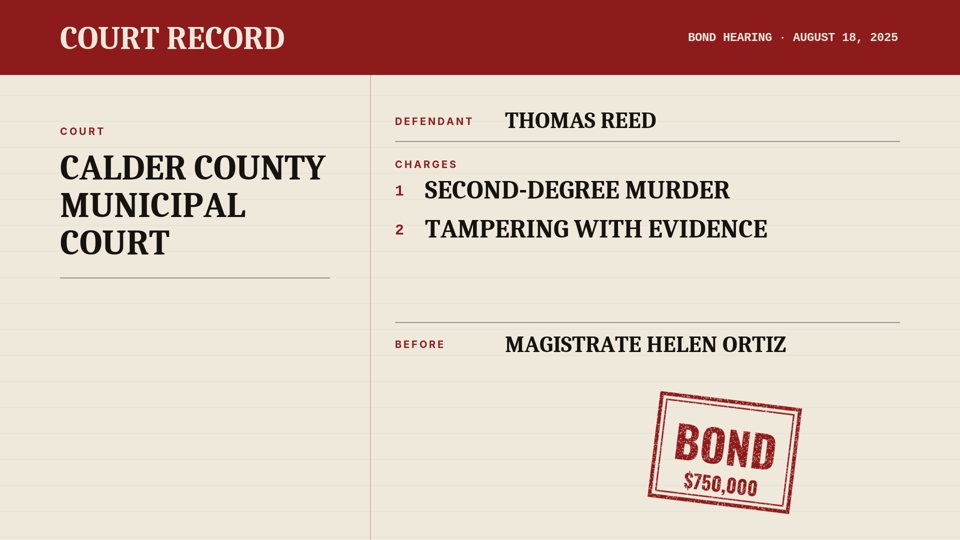 COURT RECORD
BOND HEARING · AUGUST 18, 2025
COURT
CALDER COUNTY
MUNICIPAL
COURT
DEFENDANT THOMAS REED
CHARGES
1 SECOND-DEGREE MURDER
2 TAMPERING WITH EVIDENCE
BEFORE MAGISTRATE HELEN ORTIZ
BOND
$750,000